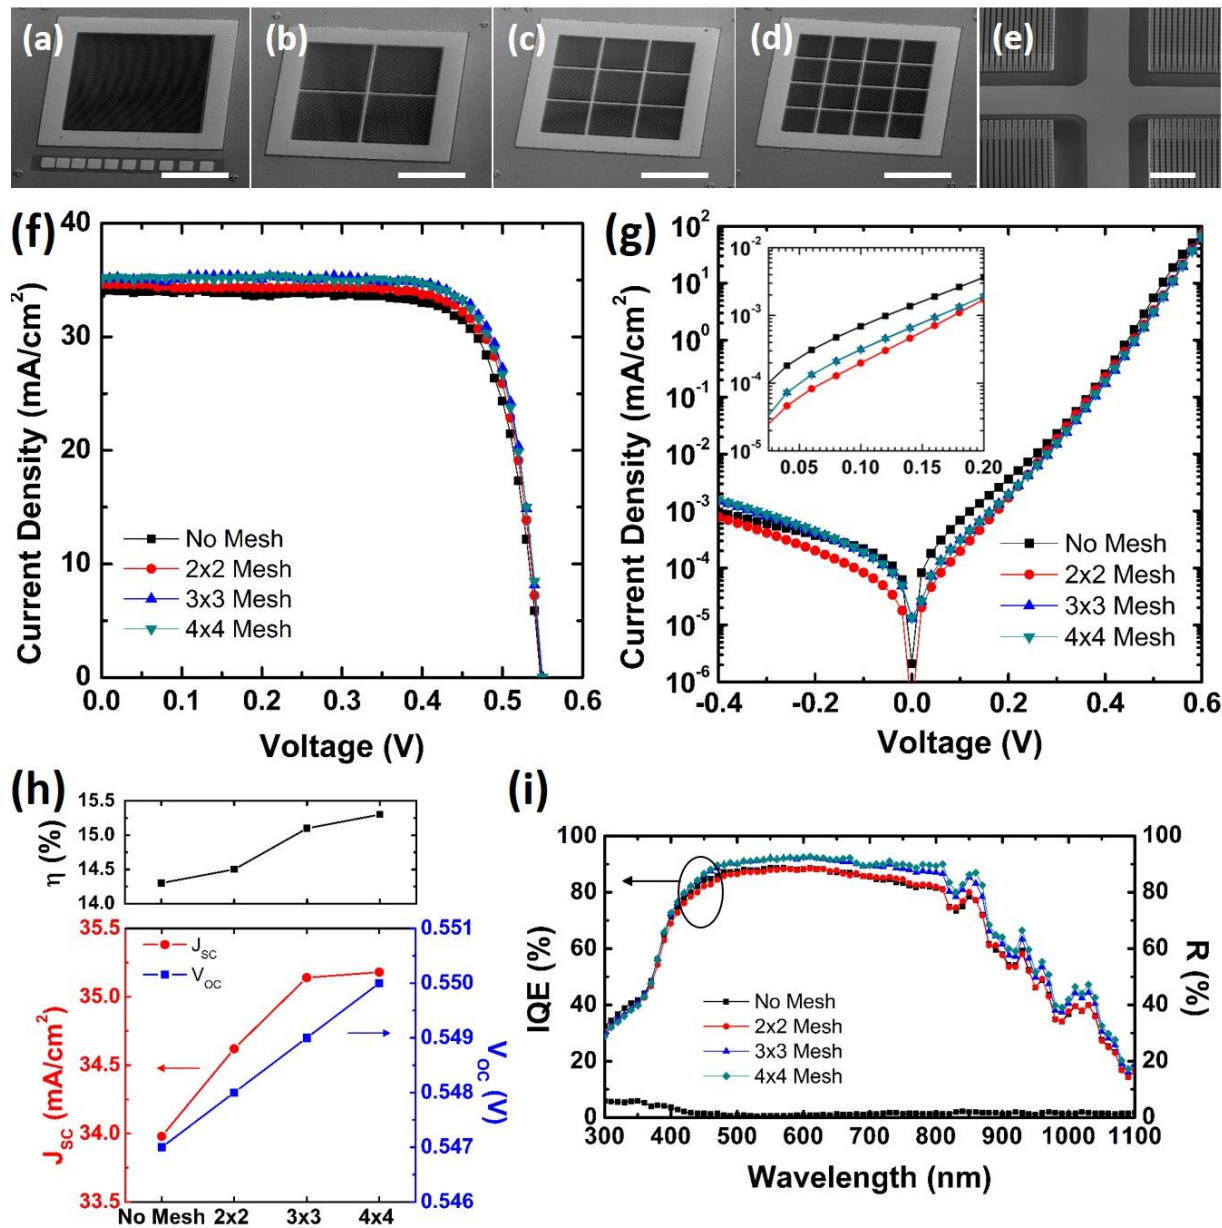 (a)
(b)
(c)
(d)
(e)
(f)
40
30
20
10
0
Current Density (mA/cm²)
No Mesh
2x2 Mesh
3x3 Mesh
4x4 Mesh
0.0 0.1 0.2 0.3 0.4 0.5 0.6
Voltage (V)
(g)
10²
10¹
10⁰
10⁻¹
10⁻²
10⁻³
10⁻⁴
10⁻⁵
10⁻⁶
Current Density (mA/cm²)
10⁻²
10⁻³
10⁻⁴
10⁻⁵
0.05 0.10 0.15 0.20
No Mesh
2x2 Mesh
3x3 Mesh
4x4 Mesh
-0.4 -0.2 0.0 0.2 0.4 0.6
Voltage (V)
(h)
15.5
15.0
14.5
14.0
η (%)
35.5
35.0
34.5
34.0
33.5
J_SC (mA/cm²)
J_SC
V_OC
0.551
0.550
0.549
0.548
0.547
0.546
V_OC (V)
No Mesh 2x2 3x3 4x4
(i)
100
80
60
40
20
0
IQE (%)
No Mesh
2x2 Mesh
3x3 Mesh
4x4 Mesh
100
80
60
40
20
0
R (%)
300 400 500 600 700 800 900 1000 1100
Wavelength (nm)